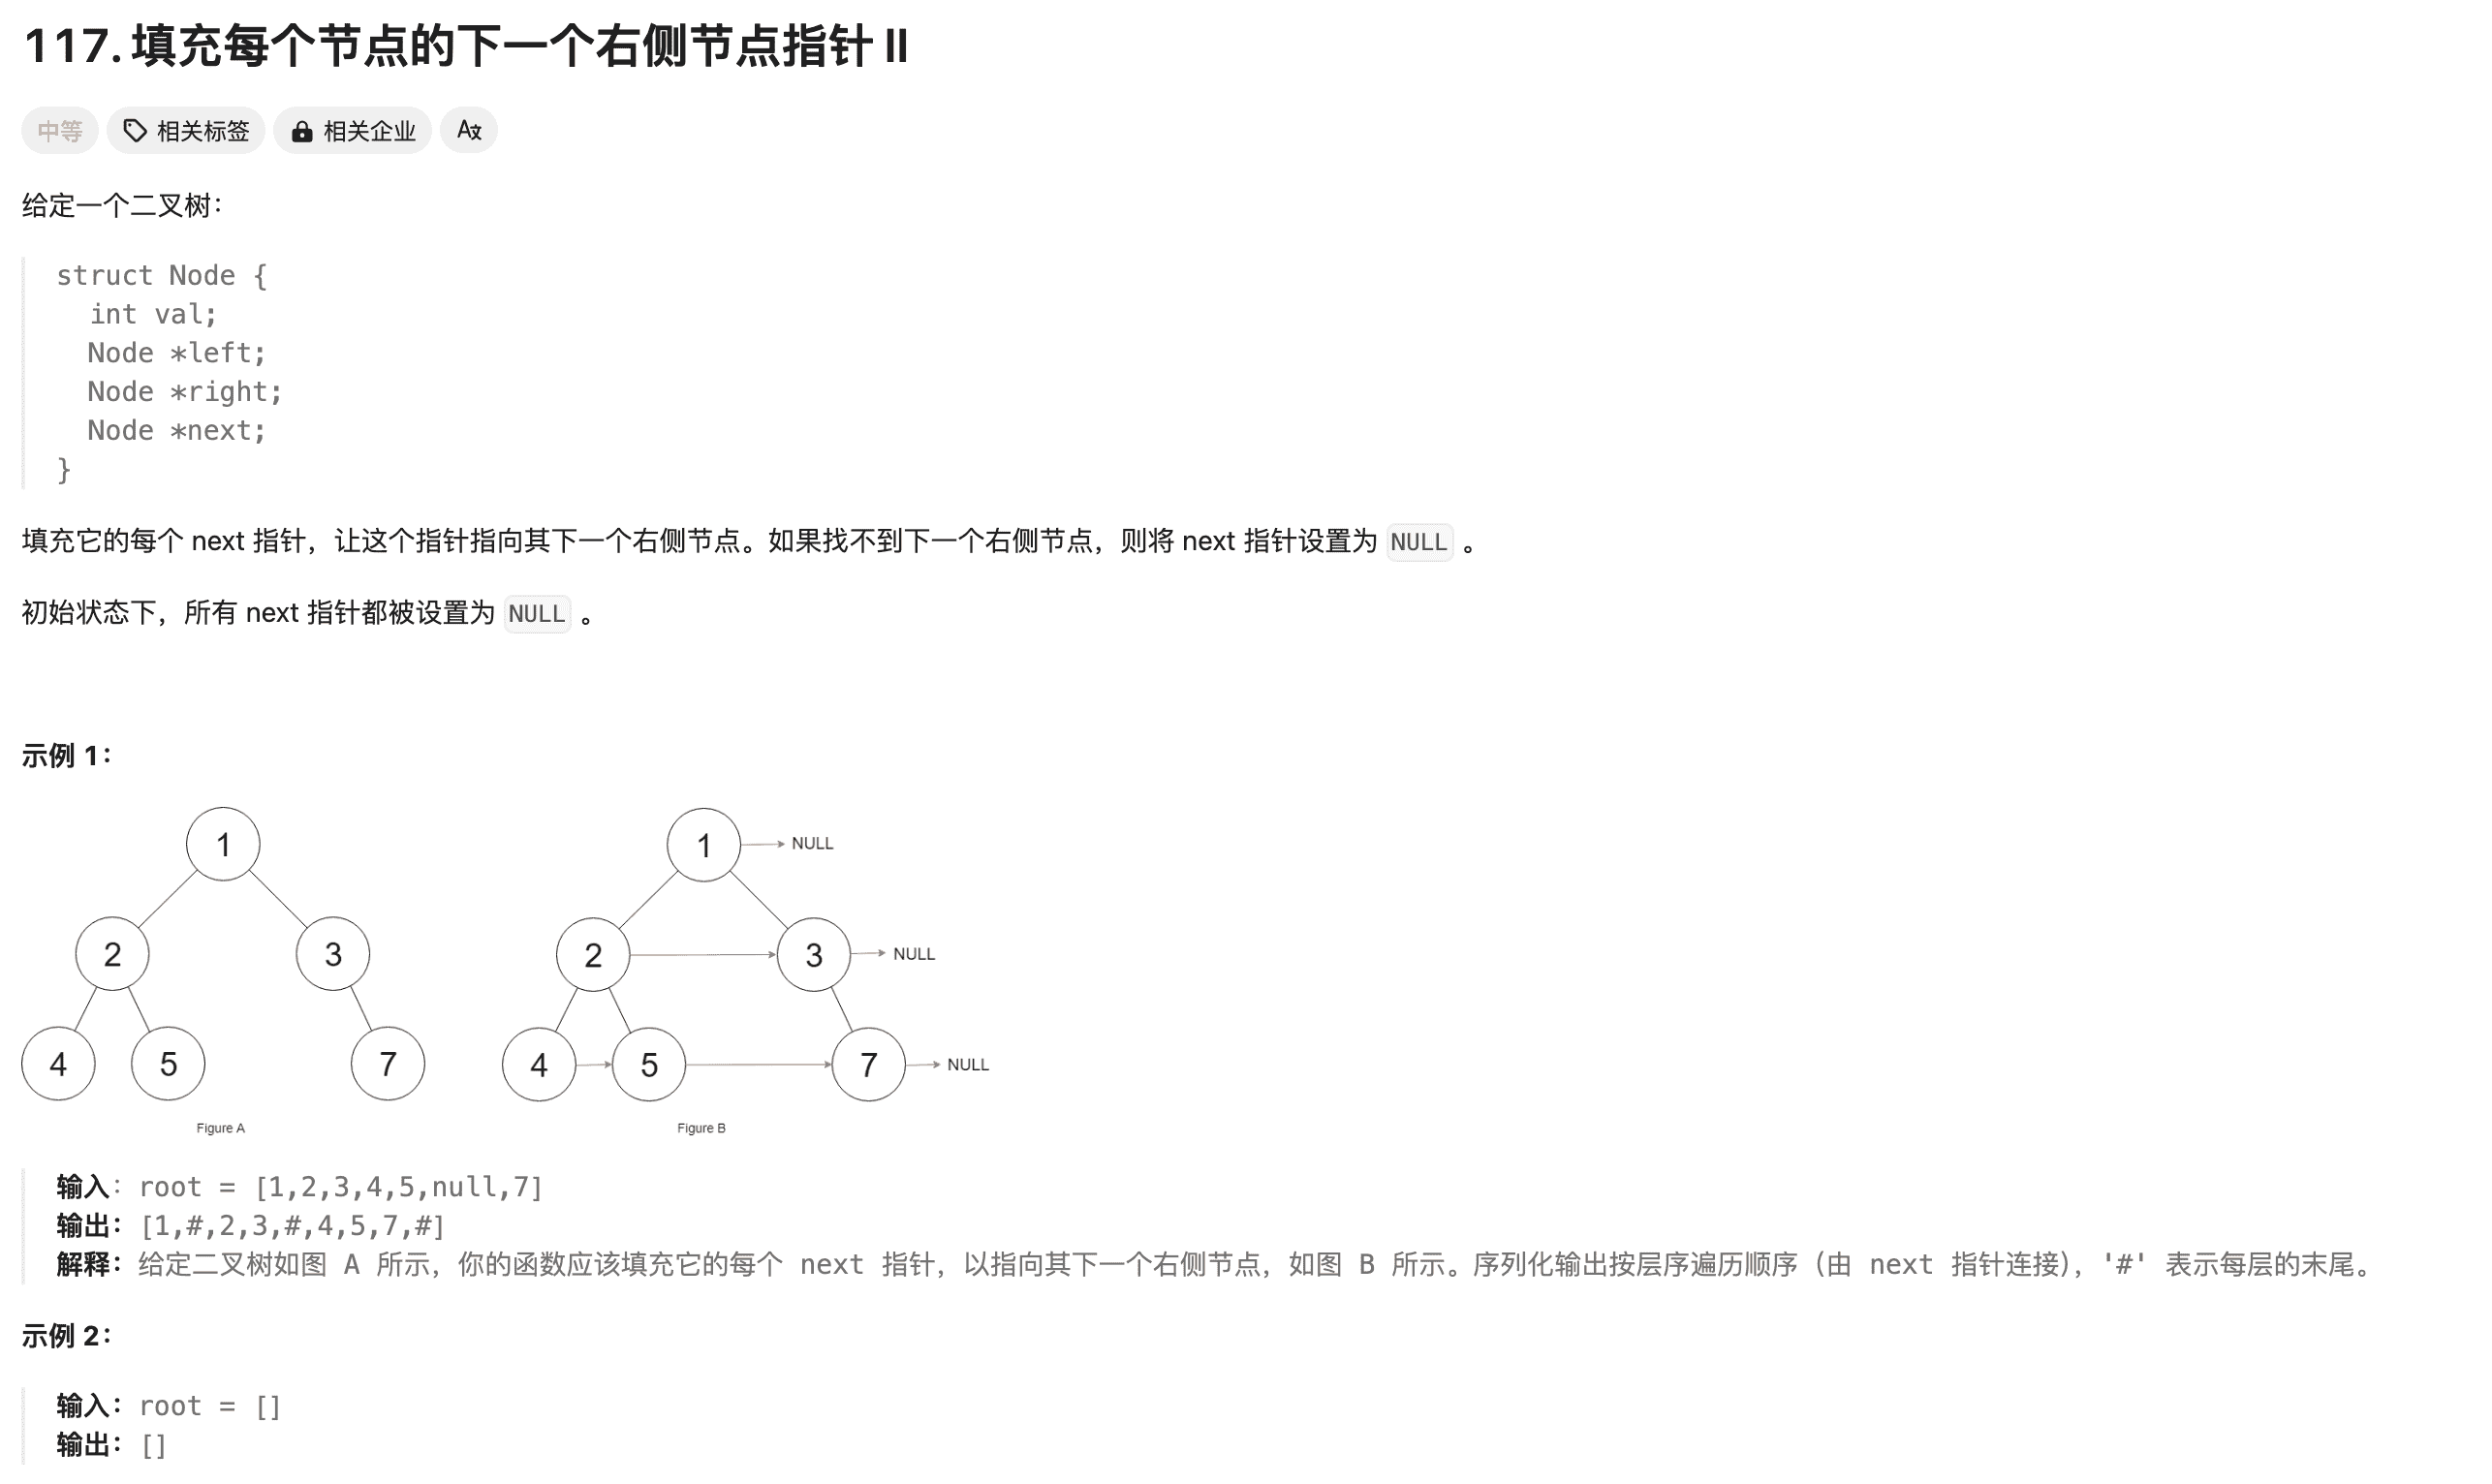 117. 填充每个节点的下一个右侧节点指针 II
中等 相关标签 相关企业 A文
给定一个二叉树：
struct Node {
  int val;
  Node *left;
  Node *right;
  Node *next;
}
填充它的每个 next 指针，让这个指针指向其下一个右侧节点。如果找不到下一个右侧节点，则将 next 指针设置为 NULL 。
初始状态下，所有 next 指针都被设置为 NULL 。
示例 1：
1 1 NULL
2 3 2 3 NULL
4 5 7 4 5 7 NULL
Figure A Figure B
输入：root = [1,2,3,4,5,null,7]
输出：[1,#,2,3,#,4,5,7,#]
解释：给定二叉树如图 A 所示，你的函数应该填充它的每个 next 指针，以指向其下一个右侧节点，如图 B 所示。序列化输出按层序遍历顺序（由 next 指针连接），'#' 表示每层的末尾。
示例 2：
输入：root = []
输出：[]